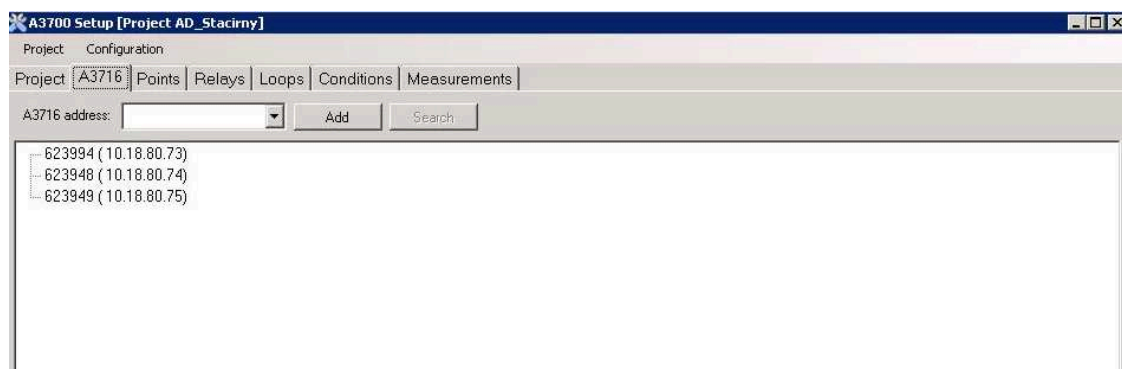 A3700 Setup [Project AD_Stacirny]
Project Configuration
Project A3716 Points Relays Loops Conditions Measurements
A3716 address: Add Search
623994 ( 10.18.80.73)
623948 ( 10.18.80.74)
623949 ( 10.18.80.75)